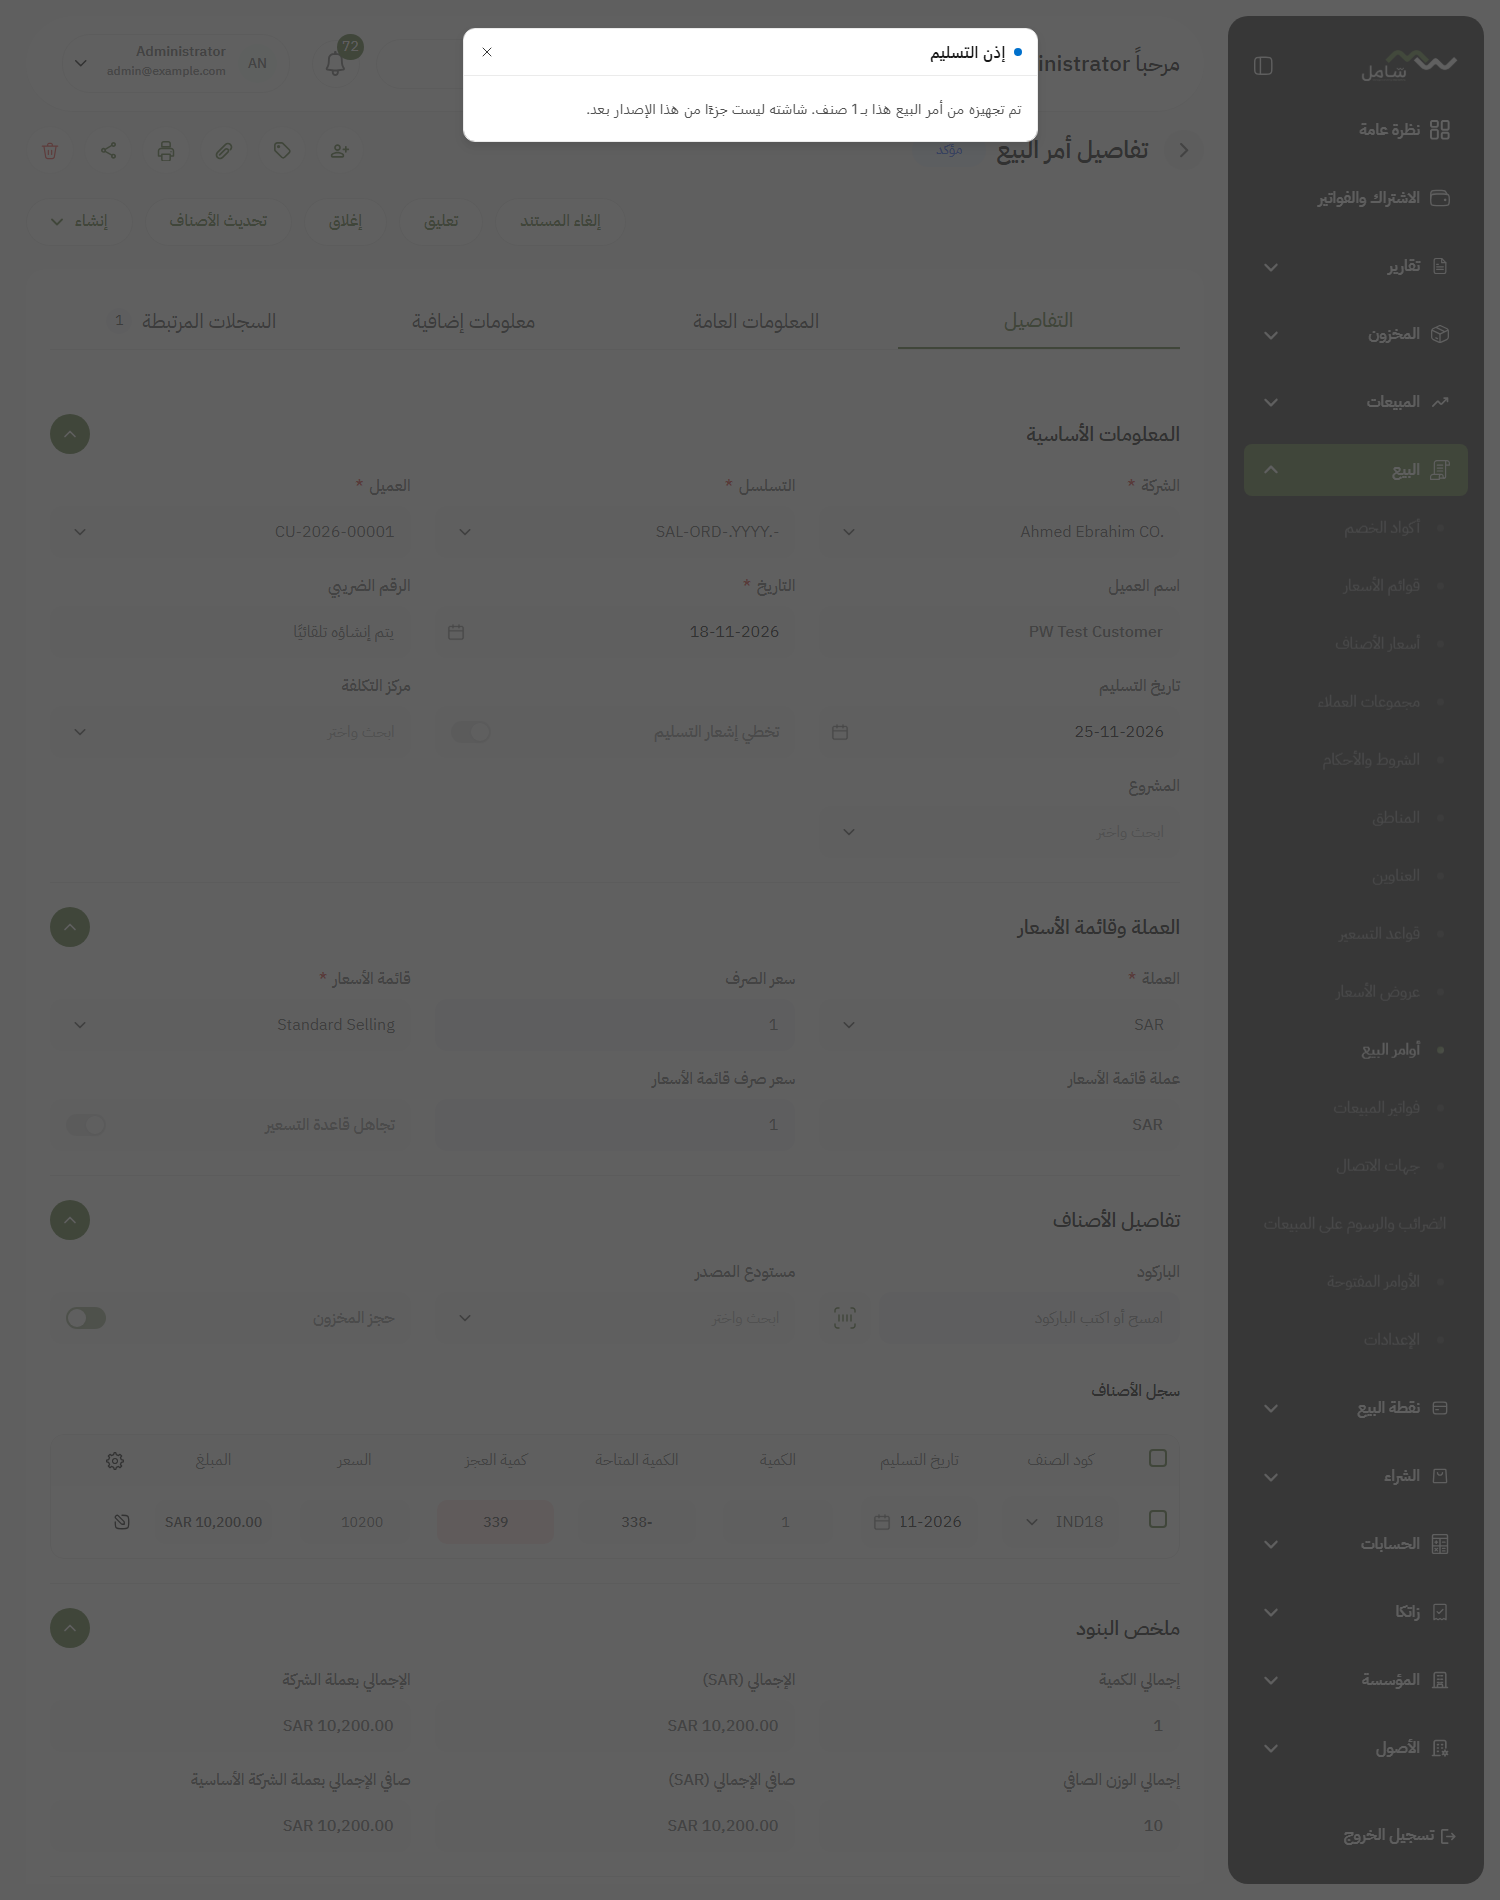 إذن التسليم
تم تجهيزه من أمر البيع هذا بـ 1 صنف. شاشته ليست جزءًا من هذا الإصدار بعد.
شامل
نظرة عامة
الاشتراك والفواتير
تقارير
المخزون
المبيعات
البيع
أكواد الخصم
قوائم الأسعار
أسعار الأصناف
مجموعات العملاء
الشروط والأحكام
المناطق
العناوين
قواعد التسعير
عروض الأسعار
أوامر البيع
فواتير المبيعات
جهات الاتصال
الضرائب والرسوم على المبيعات
الأوامر المفتوحة
الإعدادات
نقطة البيع
الشراء
الحسابات
زاتكا
المؤسسة
الأصول
تسجيل الخروج
مرحباً inistrator
72
AN
Administrator
admin@example.com
تفاصيل أمر البيع
مؤكد
إلغاء المستند
تعليق
إغلاق
تحديث الأصناف
إنشاء
التفاصيل
المعلومات العامة
معلومات إضافية
السجلات المرتبطة 1
المعلومات الأساسية
الشركة * التسلسل * العميل *
Ahmed Ebrahim CO. SAL-ORD-.YYYY.- CU-2026-00001
اسم العميل التاريخ * الرقم الضريبي
PW Test Customer 18-11-2026 يتم إنشاؤه تلقائيًا
تاريخ التسليم مركز التكلفة
25-11-2026 تخطي إشعار التسليم ابحث واختر
المشروع
ابحث واختر
العملة وقائمة الأسعار
العملة * سعر الصرف قائمة الأسعار *
SAR 1 Standard Selling
عملة قائمة الأسعار سعر صرف قائمة الأسعار
SAR 1 تجاهل قاعدة التسعير
تفاصيل الأصناف
الباركود مستودع المصدر
امسح أو اكتب الباركود ابحث واختر حجز المخزون
سجل الأصناف
كود الصنف تاريخ التسليم الكمية الكمية المتاحة كمية العجز السعر المبلغ
IND18 11-2026 1 338- 339 10200 SAR 10,200.00
ملخص البنود
إجمالي الكمية الإجمالي (SAR) الإجمالي بعملة الشركة
1 SAR 10,200.00 SAR 10,200.00
إجمالي الوزن الصافي صافي الإجمالي (SAR) صافي الإجمالي بعملة الشركة الأساسية
10 SAR 10,200.00 SAR 10,200.00